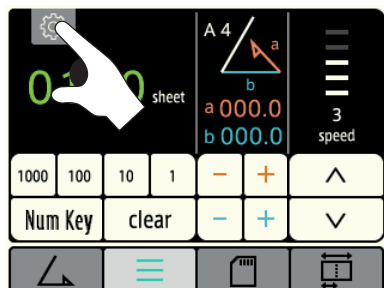 A 4
a
b
sheet
a 000.0
b 000.0
3
speed
1000 100 10 1 − +
Num Key clear − +